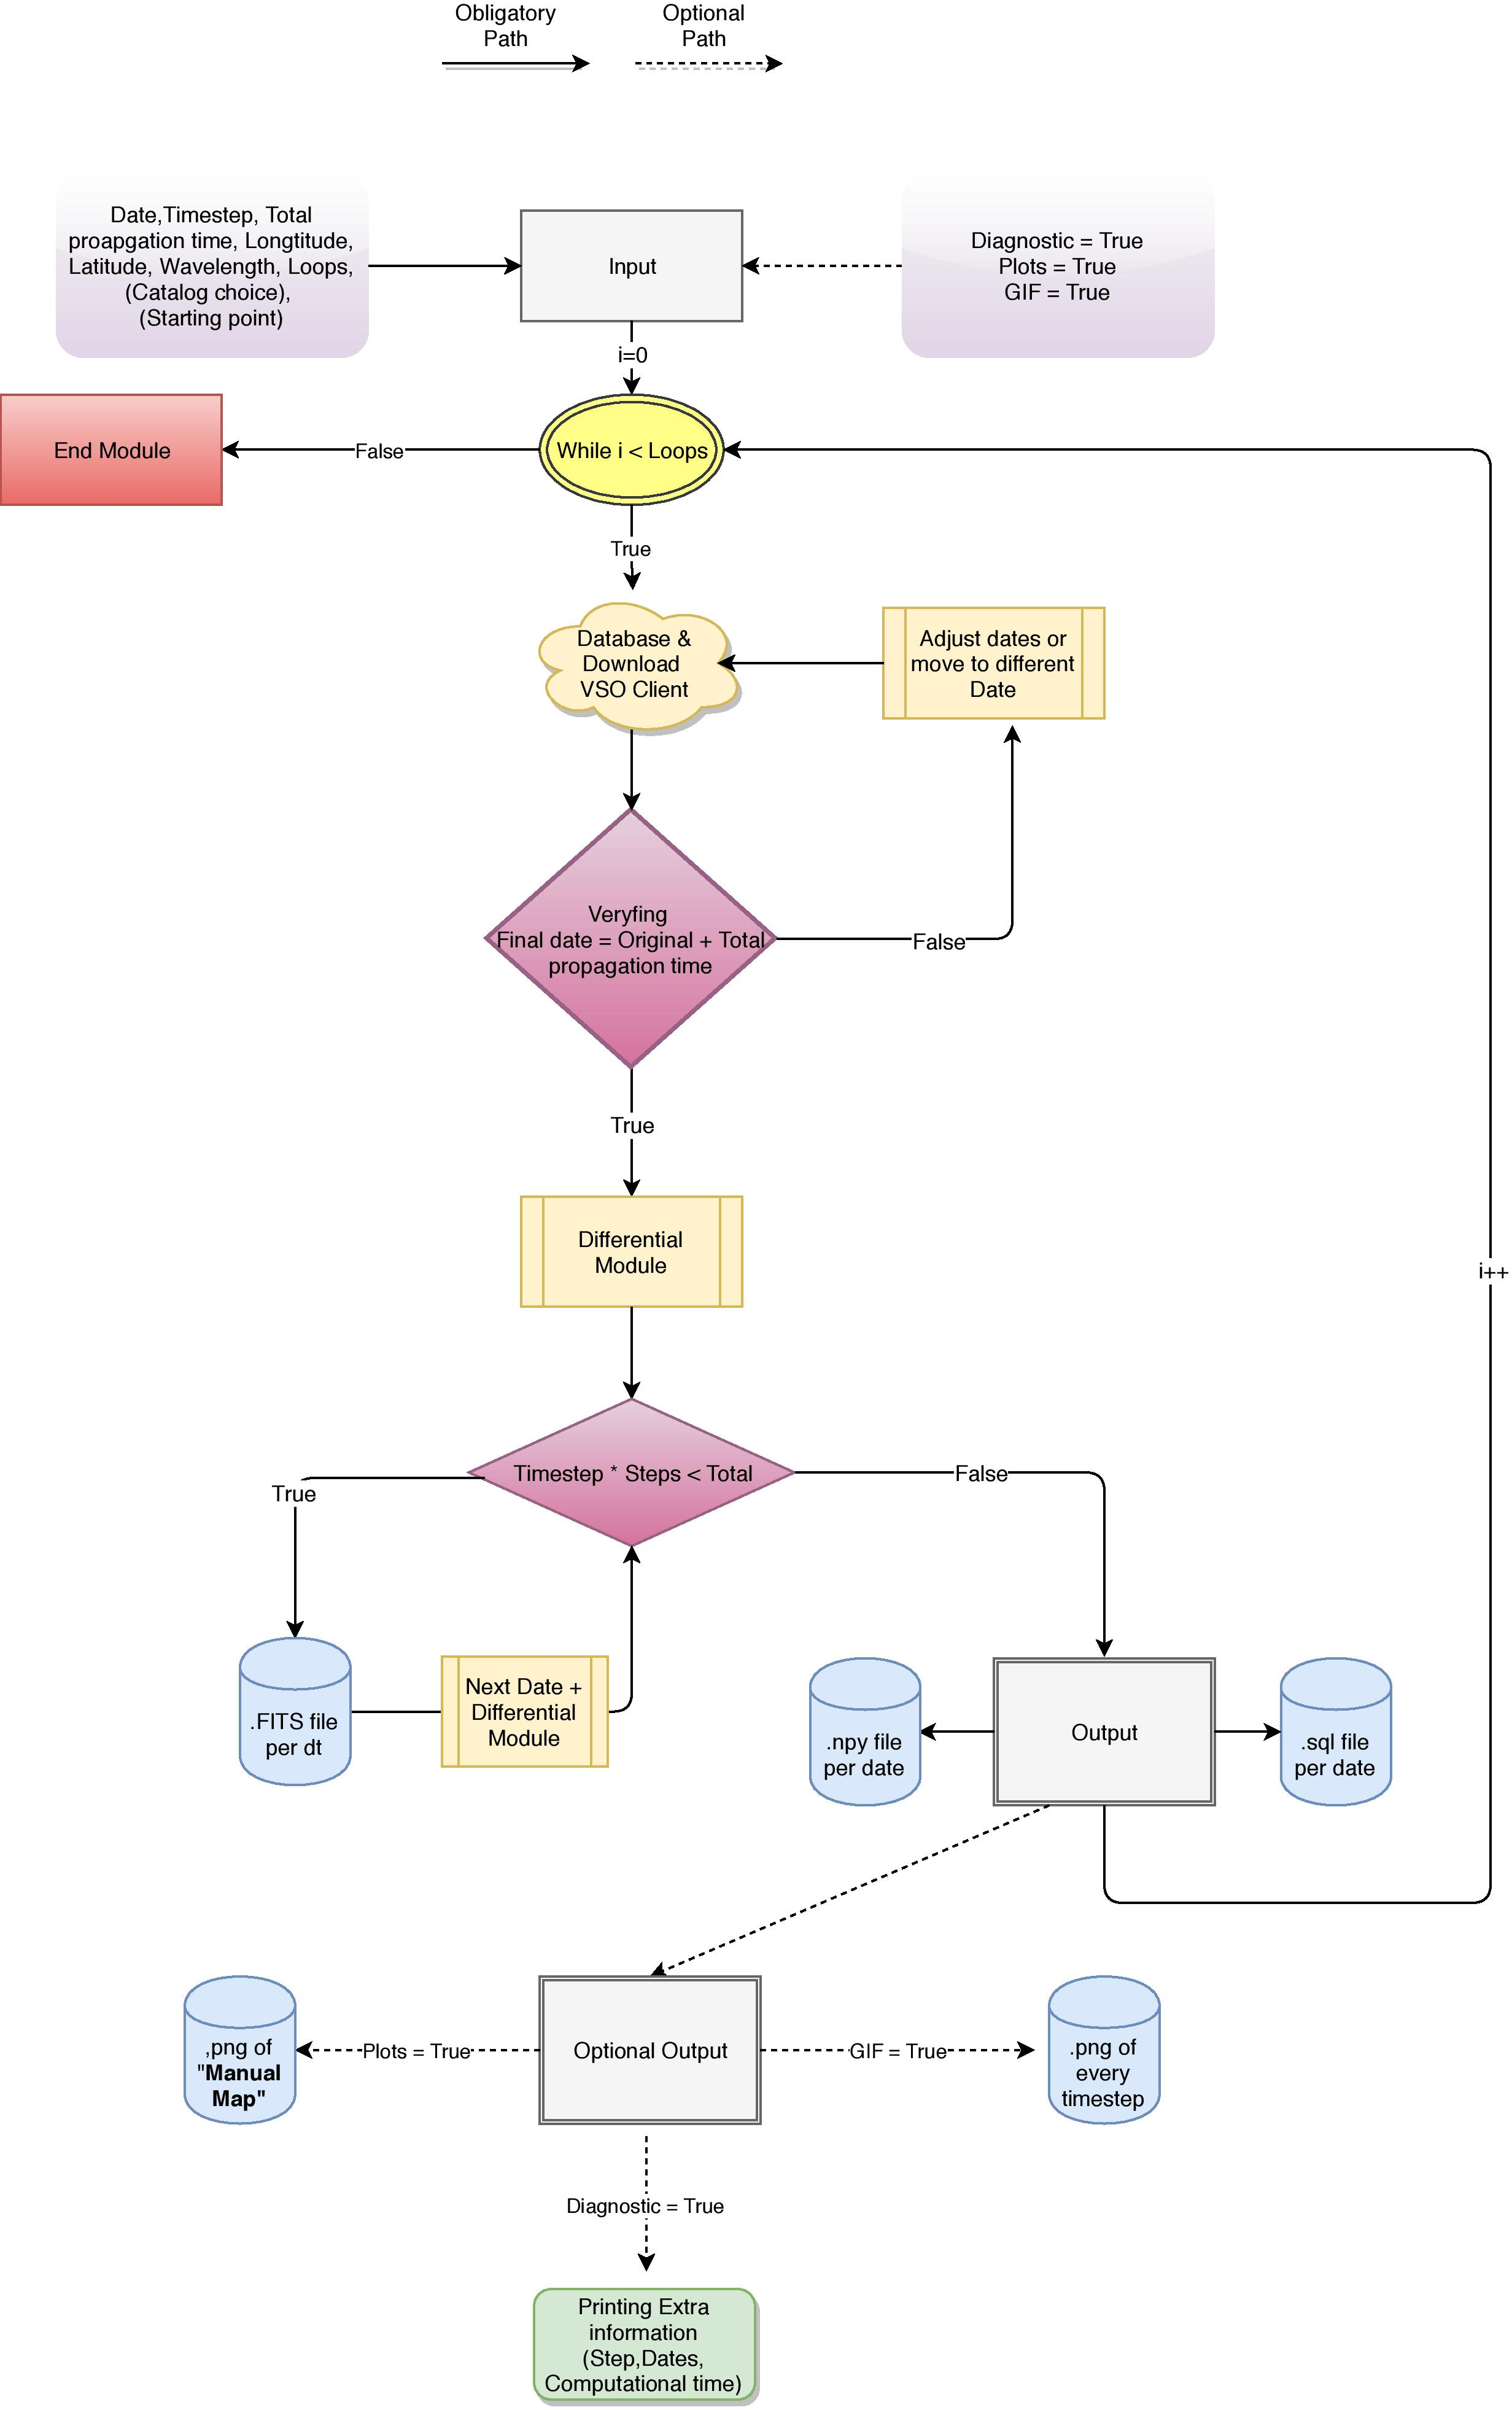 Obligatory
Path
Optional
Path
Date,Timestep, Total
proapgation time, Longtitude,
Latitude, Wavelength, Loops,
(Catalog choice),
(Starting point)
Input
Diagnostic = True
Plots = True
GIF = True
i=0
End Module
False
While i < Loops
True
Database &
Download
VSO Client
Adjust dates or
move to different
Date
Veryfing
Final date = Original + Total
propagation time
False
True
Differential
Module
i++
Timestep * Steps < Total
True
False
.FITS file
per dt
Next Date +
Differential
Module
.npy file
per date
Output
.sql file
per date
,png of
"Manual
Map"
Plots = True
Optional Output
GIF = True
.png of
every
timestep
Diagnostic = True
Printing Extra
information
(Step,Dates,
Computational time)